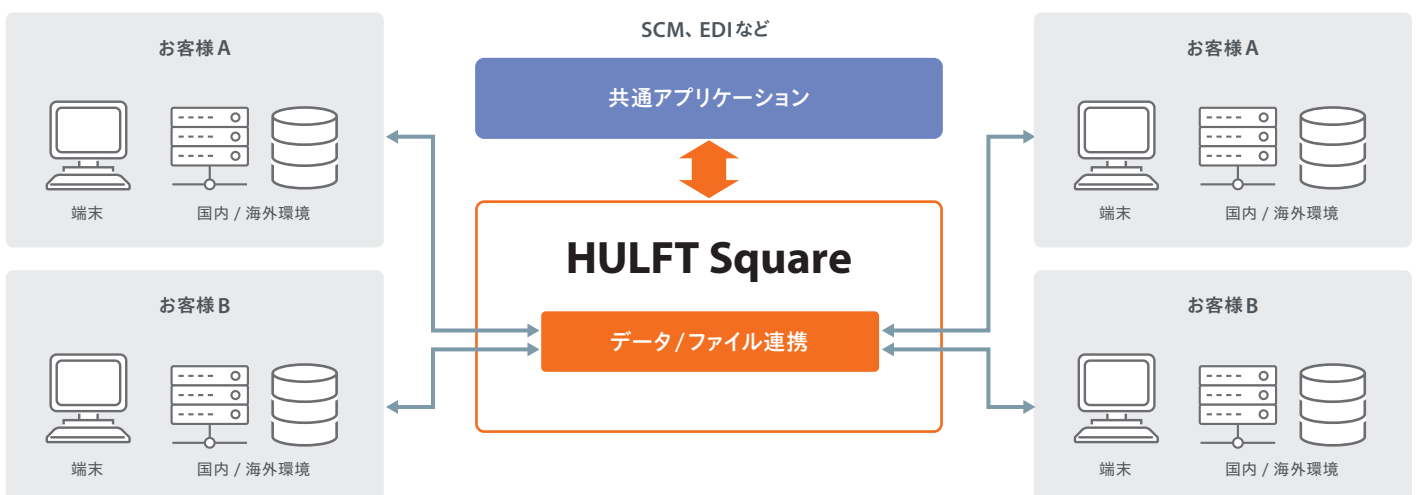 お客様A
端末
国内 / 海外環境
お客様B
端末
国内 / 海外環境
SCM、EDIなど
共通アプリケーション
HULFT Square
データ/ファイル連携
お客様A
端末
国内 / 海外環境
お客様B
端末
国内 / 海外環境